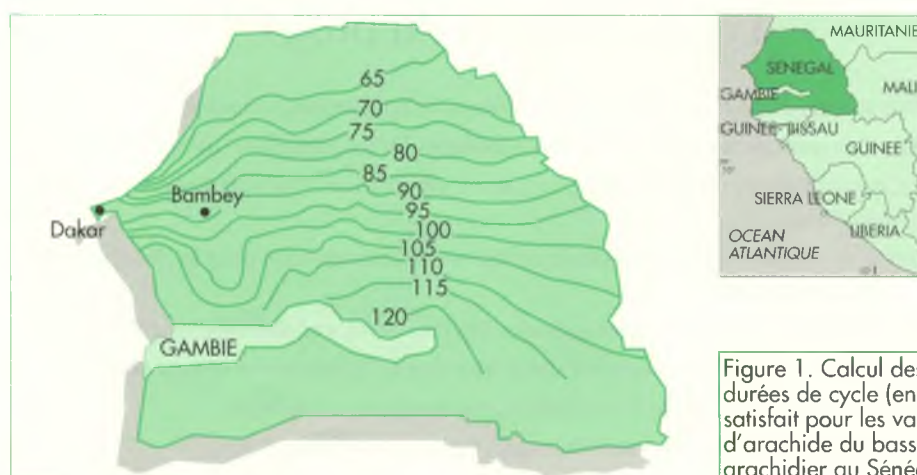 65
70
75
80
85
90
95
100
105
110
115
120
Bambey
Dakar
GAMBIE
MAURITANIE
SENEGAL
GAMBIE
MALI
GUINEE-BISSAU
GUINEE
SIERRA LEONE
LIBERIA
OCEAN
ATLANTIQUE
Figure 1. Calcul des
durées de cycle (en
satisfait pour les va
d'arachide du bass
arachidier au Sénég